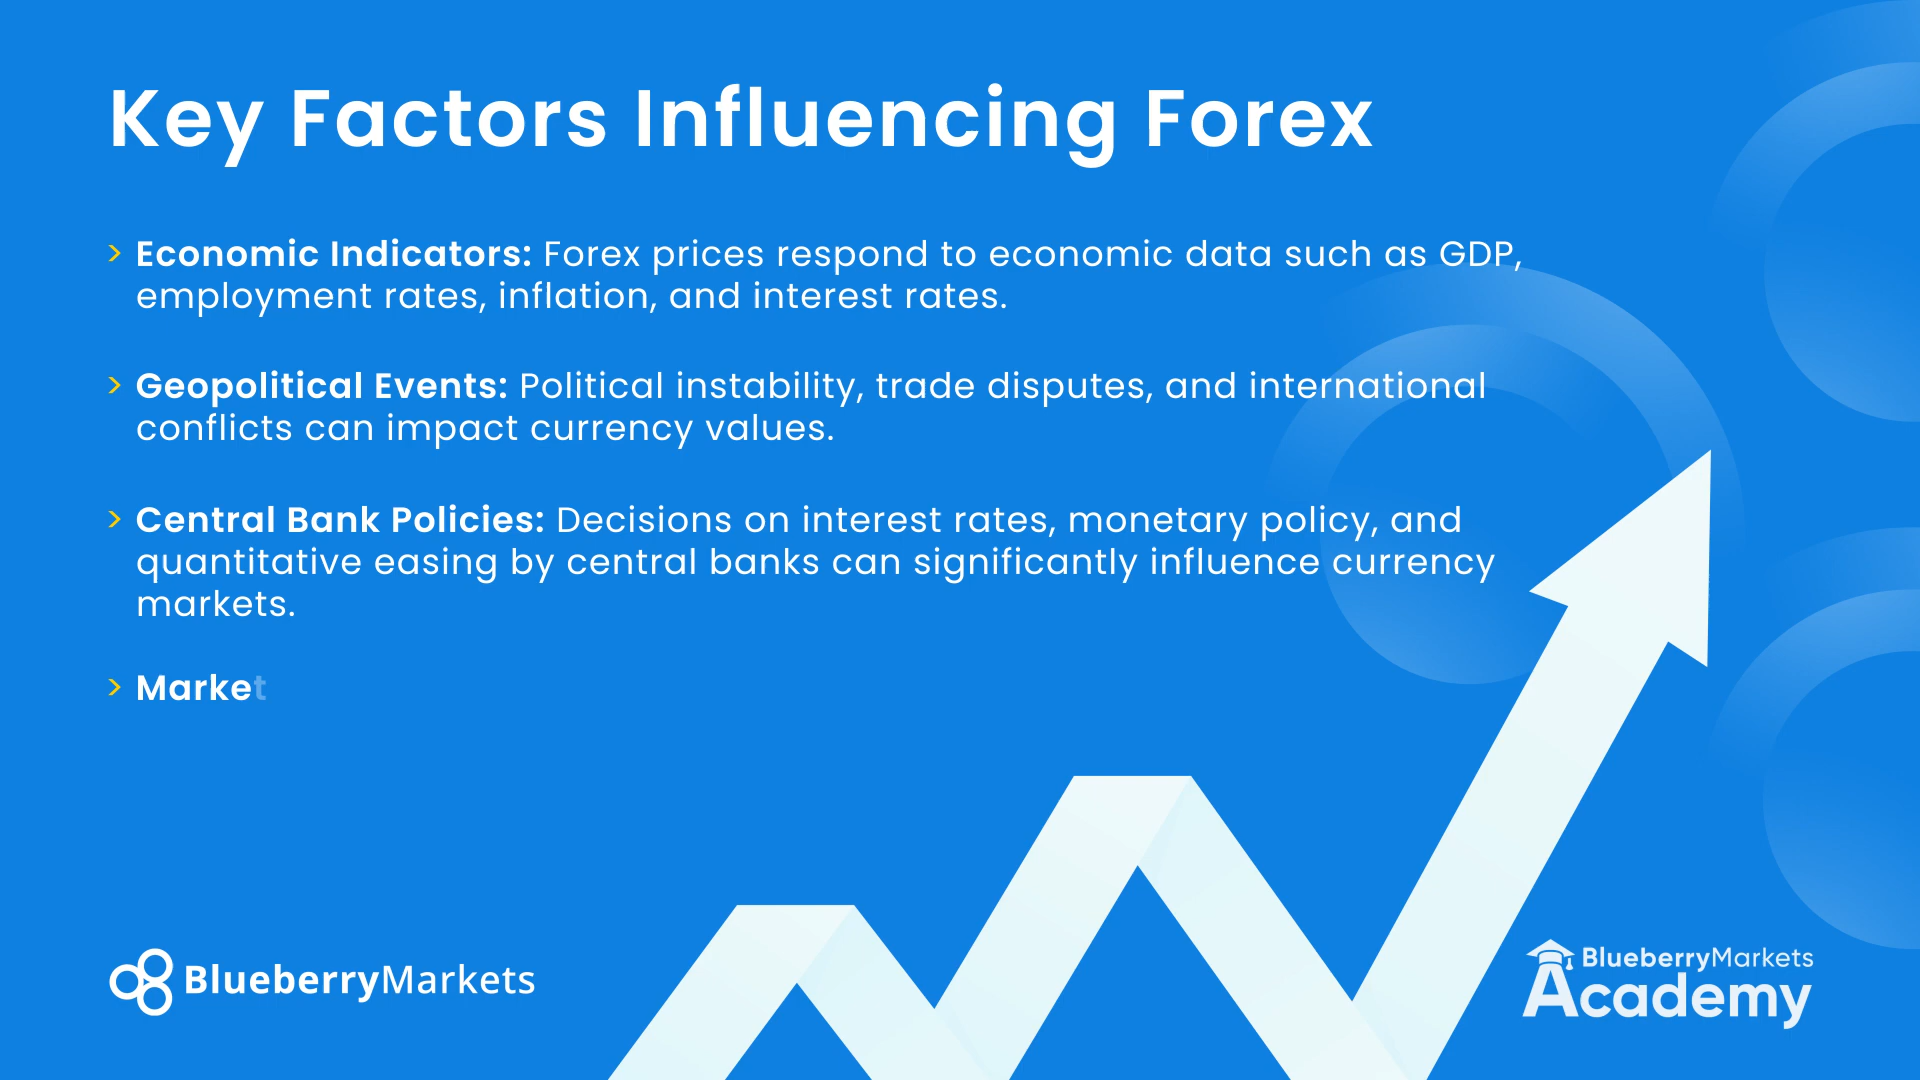 Key Factors Influencing Forex
> Economic Indicators: Forex prices respond to economic data such as GDP,
employment rates, inflation, and interest rates.
> Geopolitical Events: Political instability, trade disputes, and international
conflicts can impact currency values.
> Central Bank Policies: Decisions on interest rates, monetary policy, and
quantitative easing by central banks can significantly influence currency
markets.
> Market
BlueberryMarkets
BlueberryMarkets
Academy